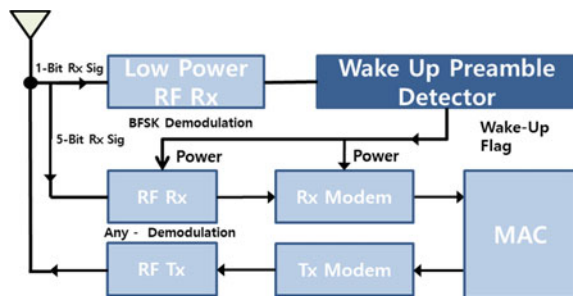 1-Bit Rx Sig
Low Power
RF Rx
Wake Up Preamble
Detector
BFSK Demodulation
Wake-Up
Flag
5-Bit Rx Sig
Power
Power
RF Rx
Rx Modem
MAC
Any - Demodulation
RF Tx
Tx Modem